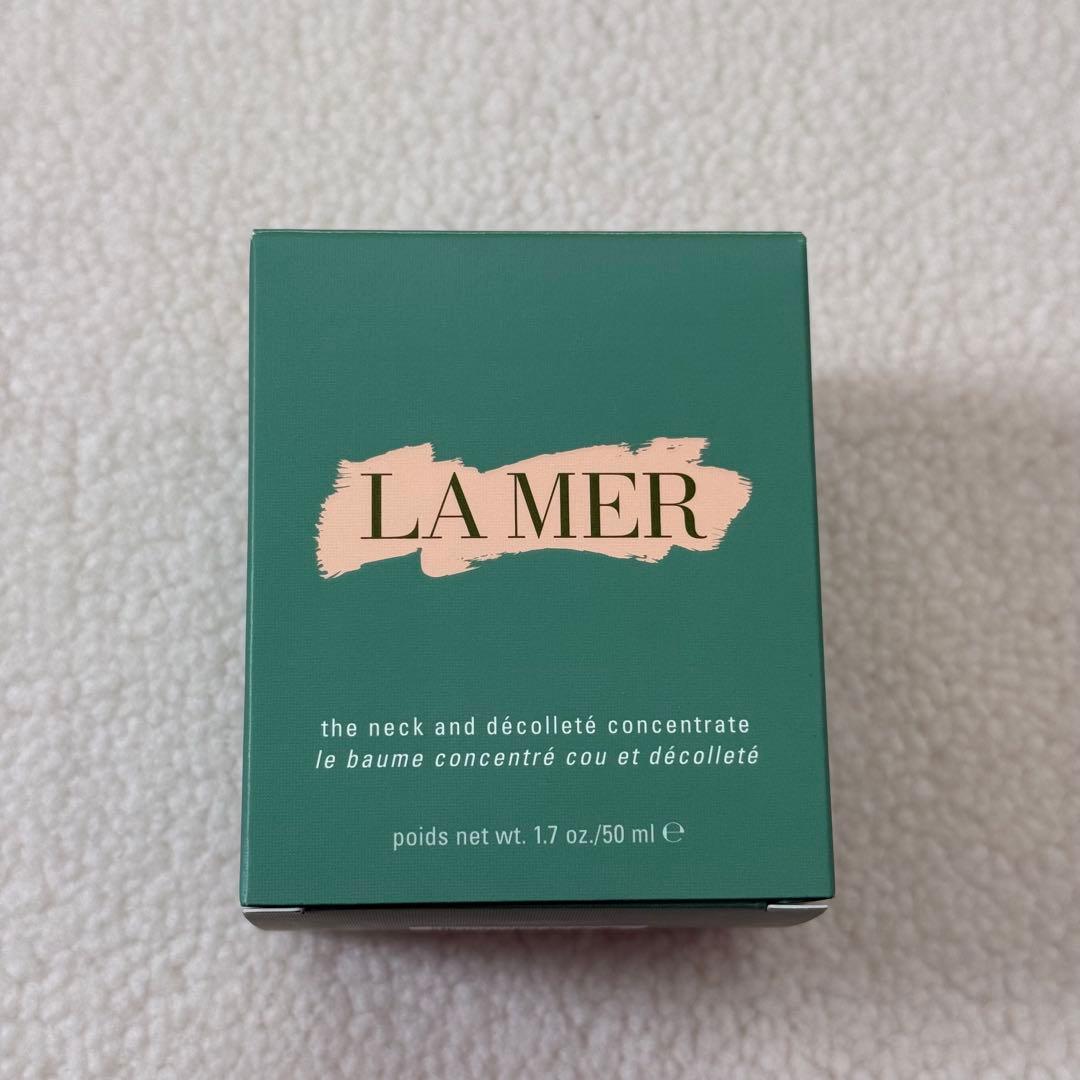 LA MER
the neck and décolleté concentrate
le baume concentré cou et décolleté
poids net wt. 1.7 oz./50 ml ℮